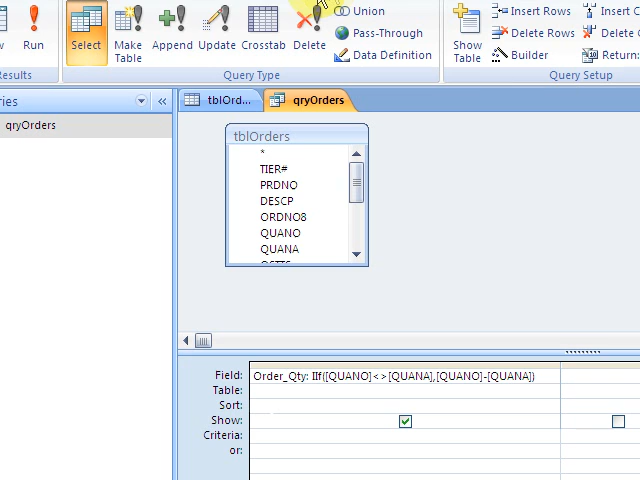 Union
Insert Rows
Insert C
Pass-Through
Delete Rows
Run
Select
Make
Table
Append
Update
Crosstab
Delete
Data Definition
Show
Table
Builder
Return:
Query Type
Query Setup
tblOrd...
qryOrders
qryOrders
tblOrders
*
TIER#
PRDNO
DESCP
ORDNO8
QUANO
QUANA
Field:
Order_Qty: IIf([QUANO]<>[QUANA],[QUANO]-[QUANA])
Table:
Sort:
Show:
Criteria:
or: